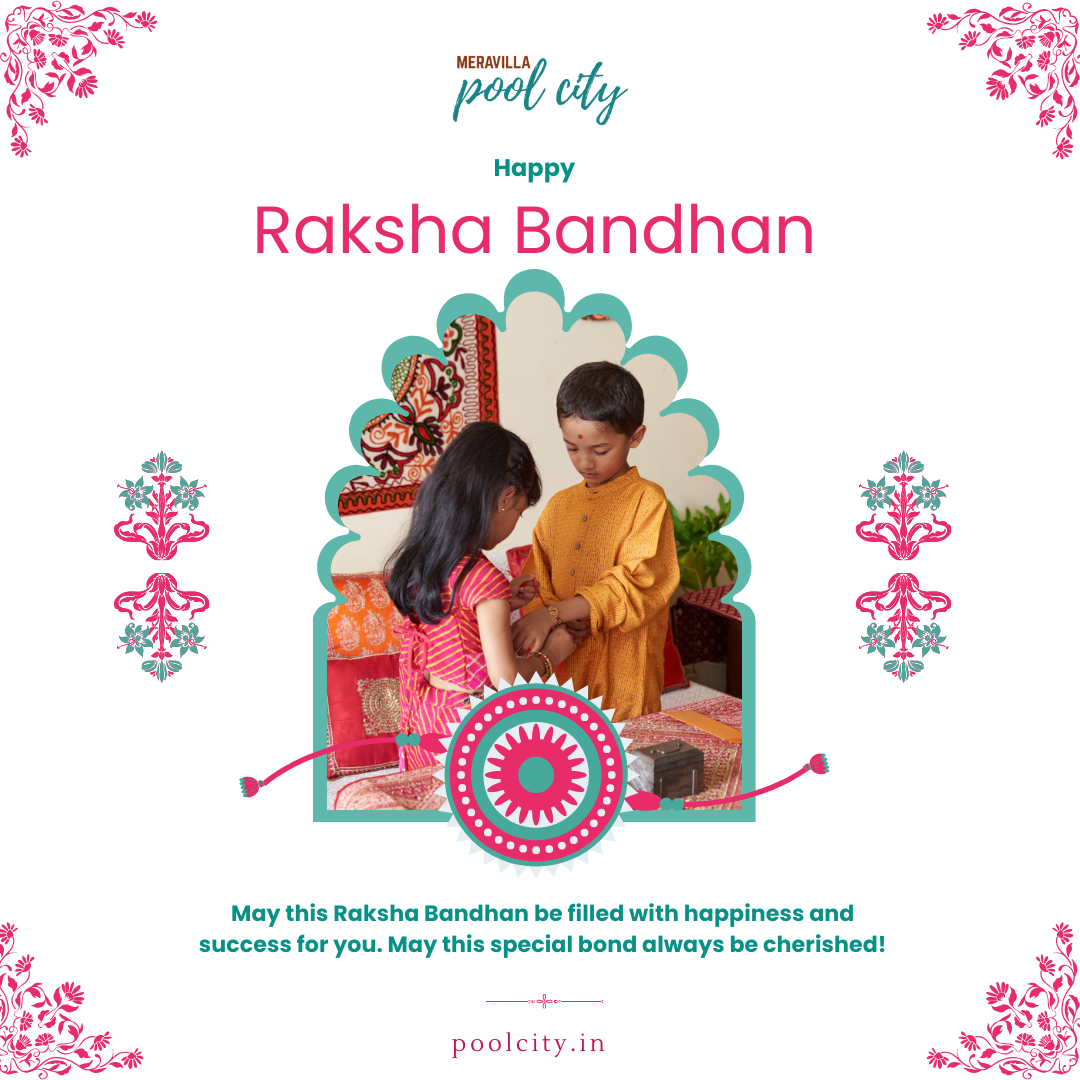 MERAVILLA
pool city
Happy
Raksha Bandhan
May this Raksha Bandhan be filled with happiness and
success for you. May this special bond always be cherished!
poolcity.in